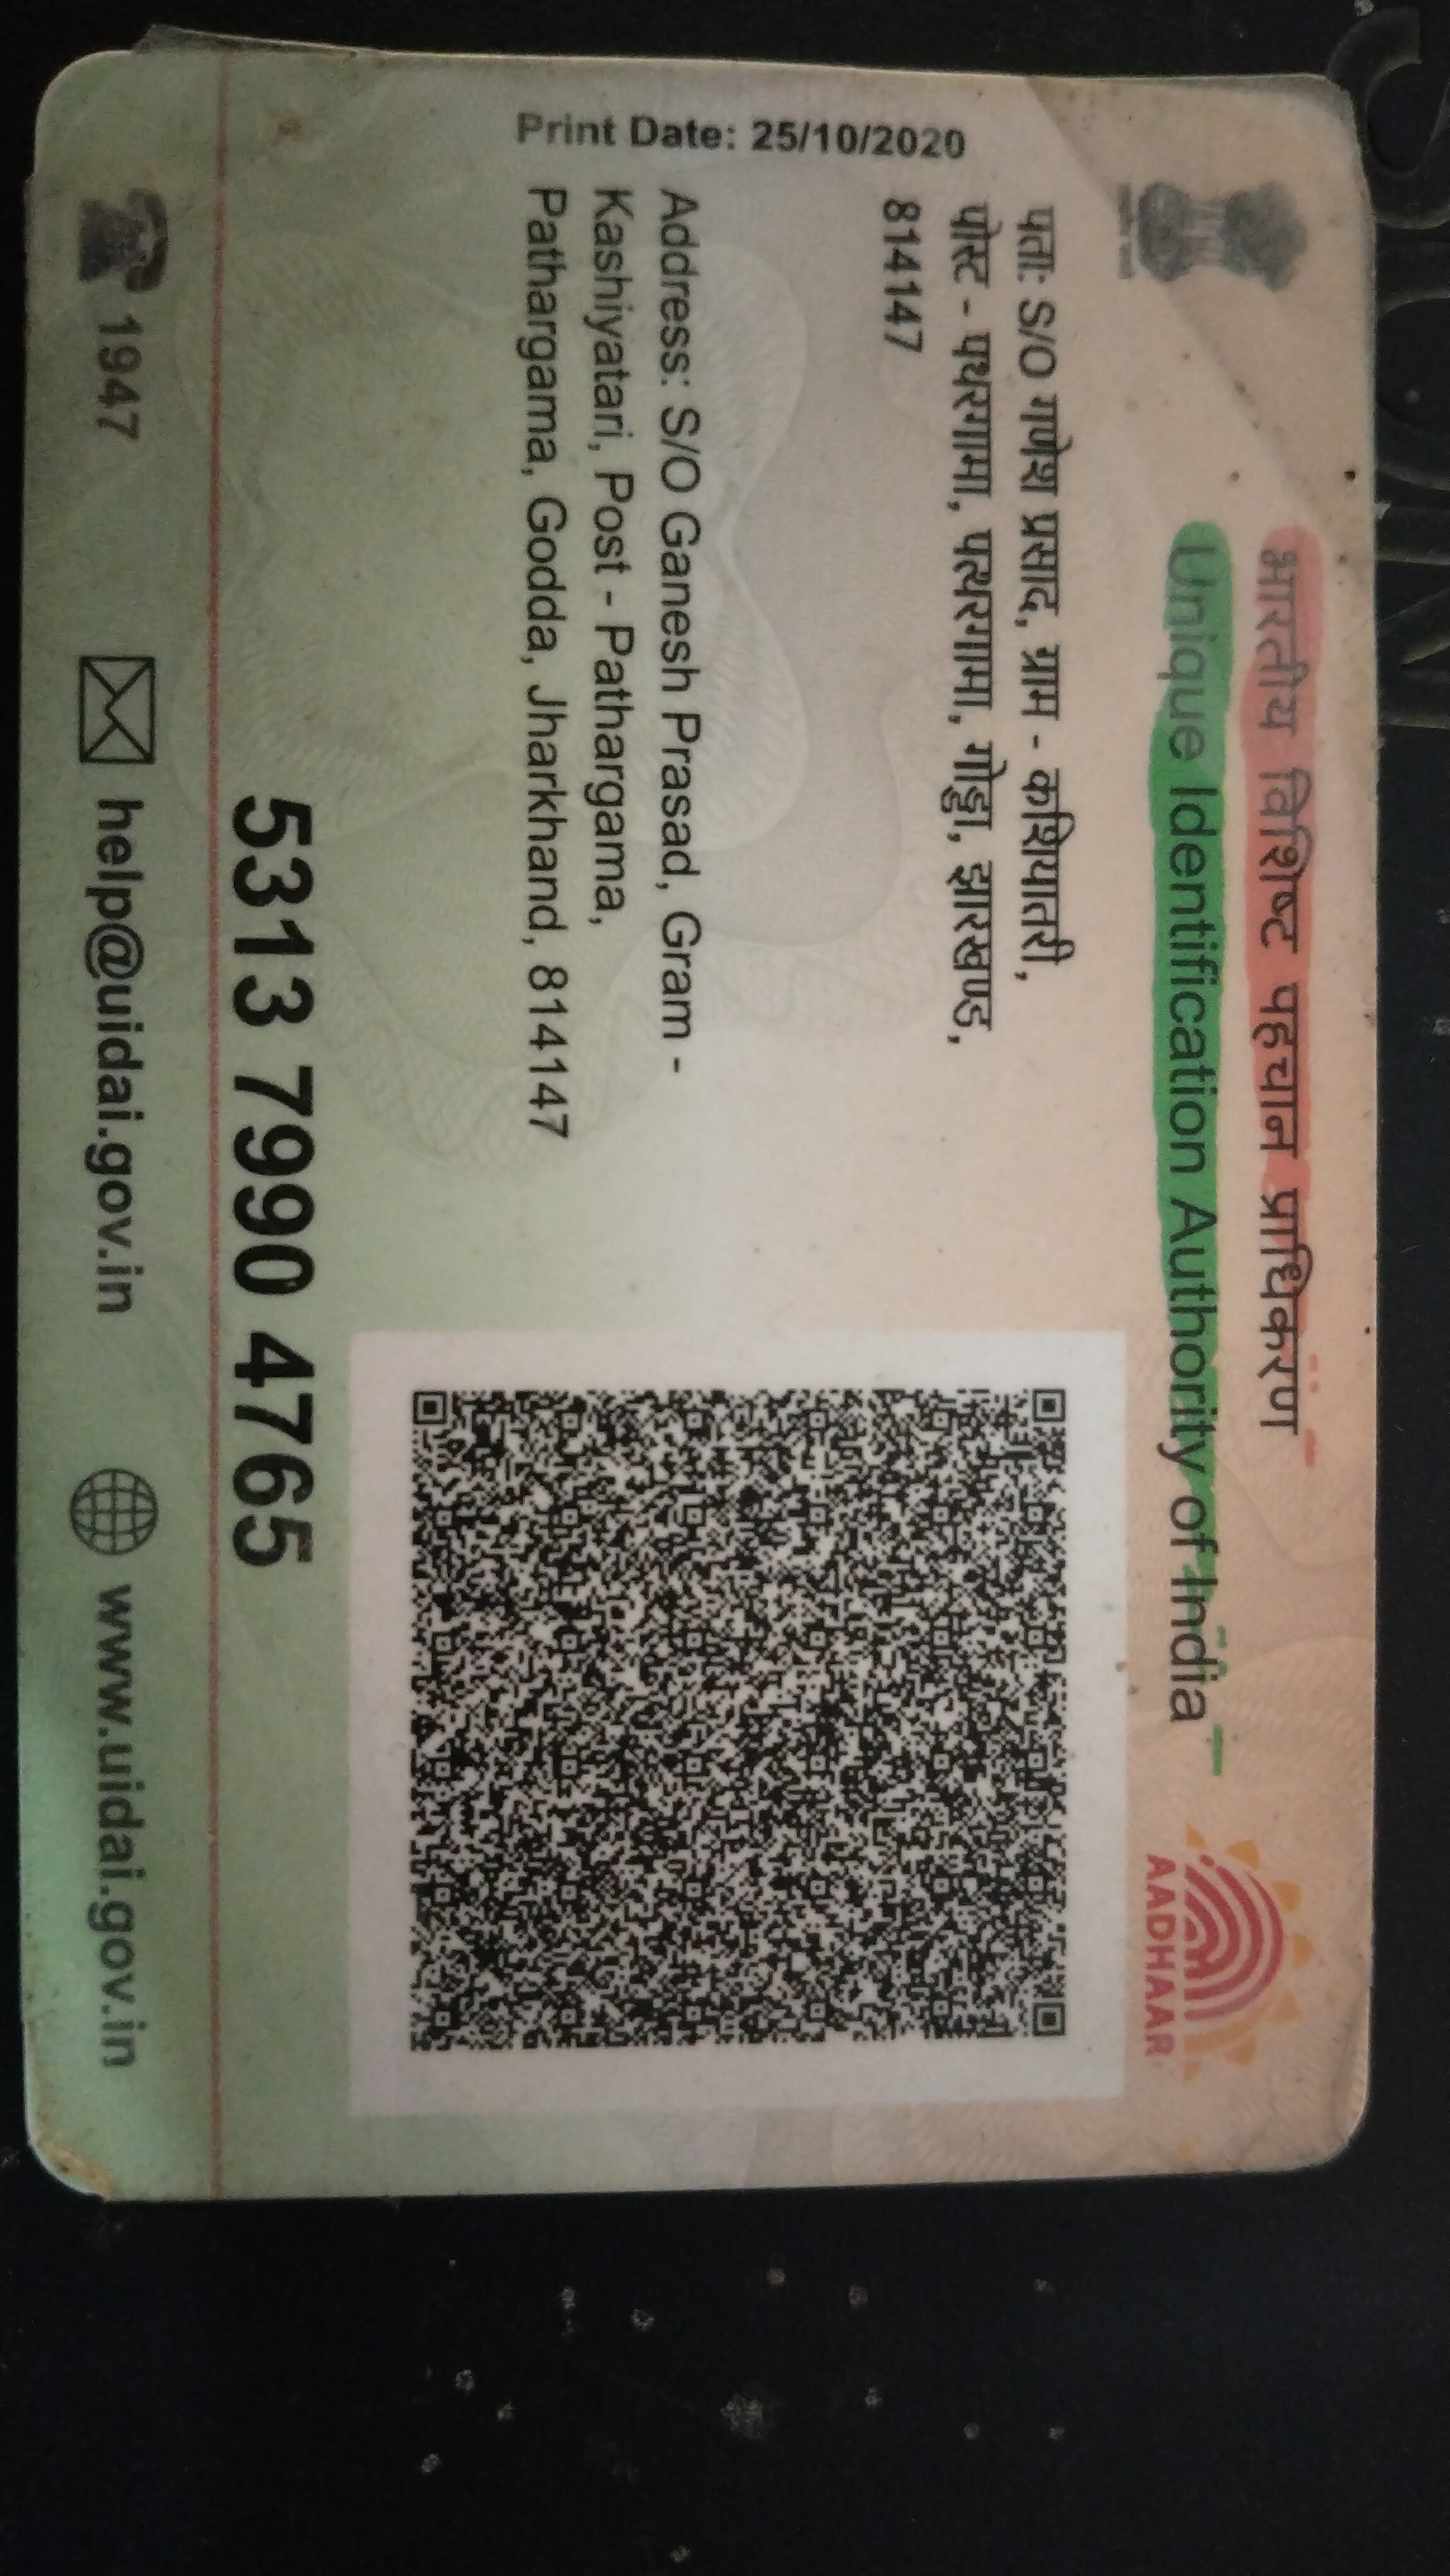 भारतीय विशिष्ट पहचान प्राधिकरण
Unique Identification Authority of India
AADHAAR
Print Date: 25/10/2020
पताः S/O गणेश प्रसाद, ग्राम - कशियातरी,
पोस्ट - पथरगामा, पत्थरगामा, गोड्डा, झारखण्ड,
814147
Address: S/O Ganesh Prasad, Gram -
Kashiyatari, Post - Pathargama,
Pathargama, Godda, Jharkhand, 814147
5313 7990 4765
1947
help@uidai.gov.in
www.uidai.gov.in